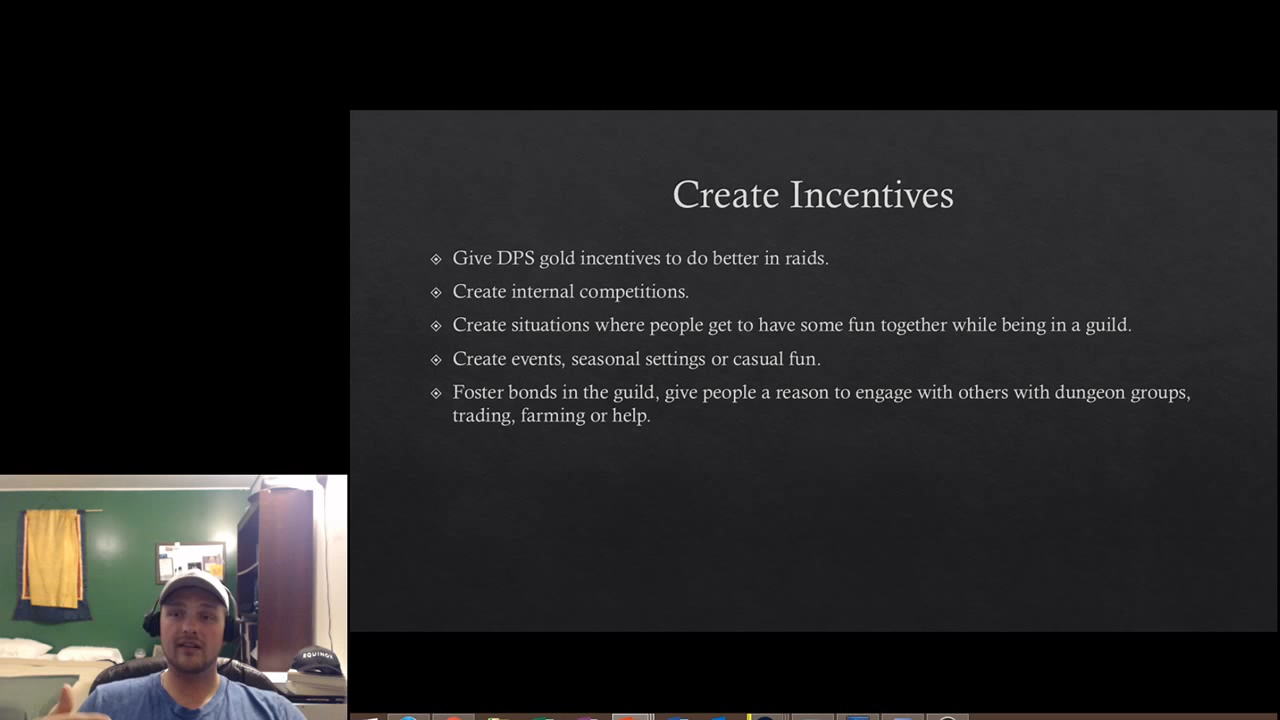 Create Incentives
Give DPS gold incentives to do better in raids.
Create internal competitions.
Create situations where people get to have some fun together while being in a guild.
Create events, seasonal settings or casual fun.
Foster bonds in the guild, give people a reason to engage with others with dungeon groups,
trading, farming or help.
EQUINOX